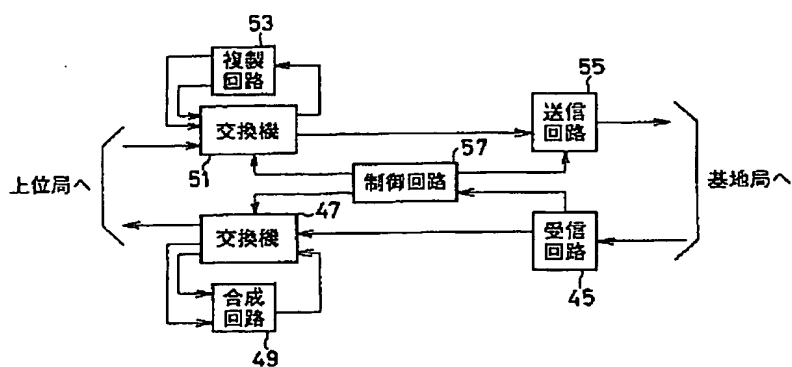 53
複製
回路
55
送信
回路
交換機
51
57
制御回路
上位局へ
基地局へ
47
交換機
受信
回路
45
合成
回路
49